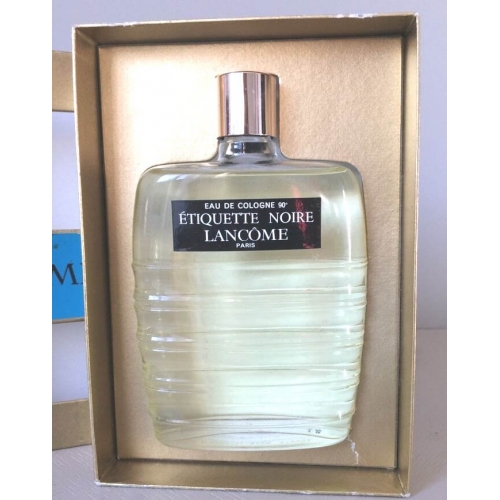 EAU DE COLOGNE 90°
ÉTIQUETTE NOIRE
LANCÔME
PARIS